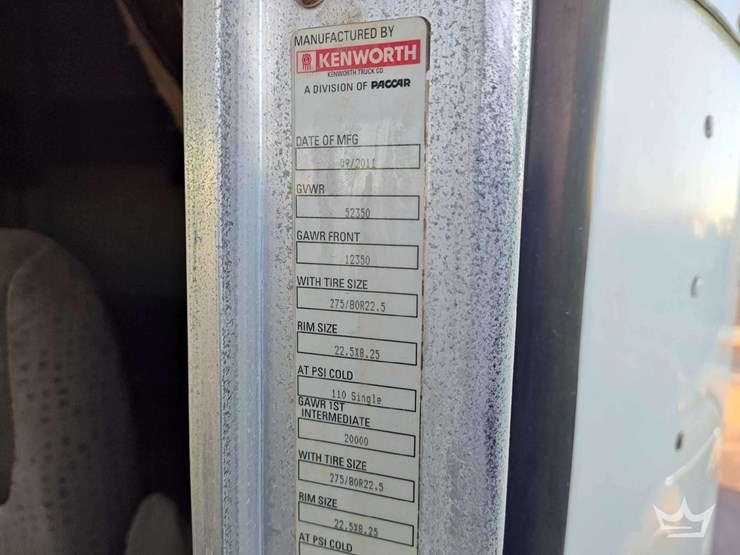 MANUFACTURED BY
KENWORTH
KENWORTH TRUCK CO.
A DIVISION OF PACCAR
DATE OF MFG
09/2011
GVWR
52350
GAWR FRONT
12350
WITH TIRE SIZE
275/80R22.5
RIM SIZE
22.5X8.25
AT PSI COLD
110 Single
GAWR 1ST
INTERMEDIATE
20000
WITH TIRE SIZE
275/80R22.5
RIM SIZE
22.5X8.25
AT PSI COLD